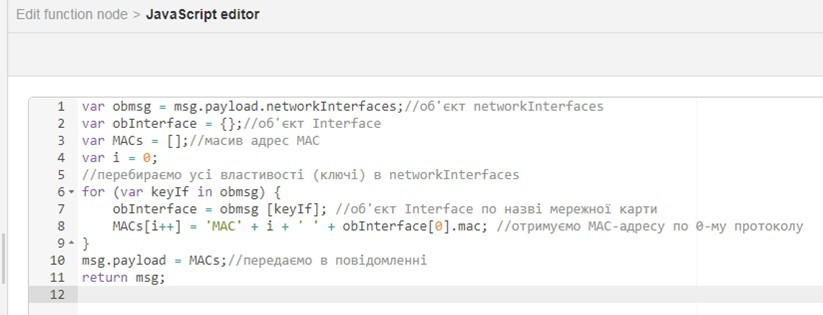 Edit function node > JavaScript editor
1 var obmsg = msg.payload.networkInterfaces;//об'єкт networkInterfaces
2 var obInterface = {};//об'єкт Interface
3 var MACs = [];//масив адрес MAC
4 var i = 0;
5 //перебираємо усі властивості (ключі) в networkInterfaces
6 for (var keyIf in obmsg) {
7 obInterface = obmsg [keyIf]; //об'єкт Interface по назві мережної карти
8 MACs[i++] = 'MAC' + i + ' ' + obInterface[0].mac; //отримуємо MAC-адресу по 0-му протоколу
9 }
10 msg.payload = MACs;//передаємо в повідомленні
11 return msg;
12